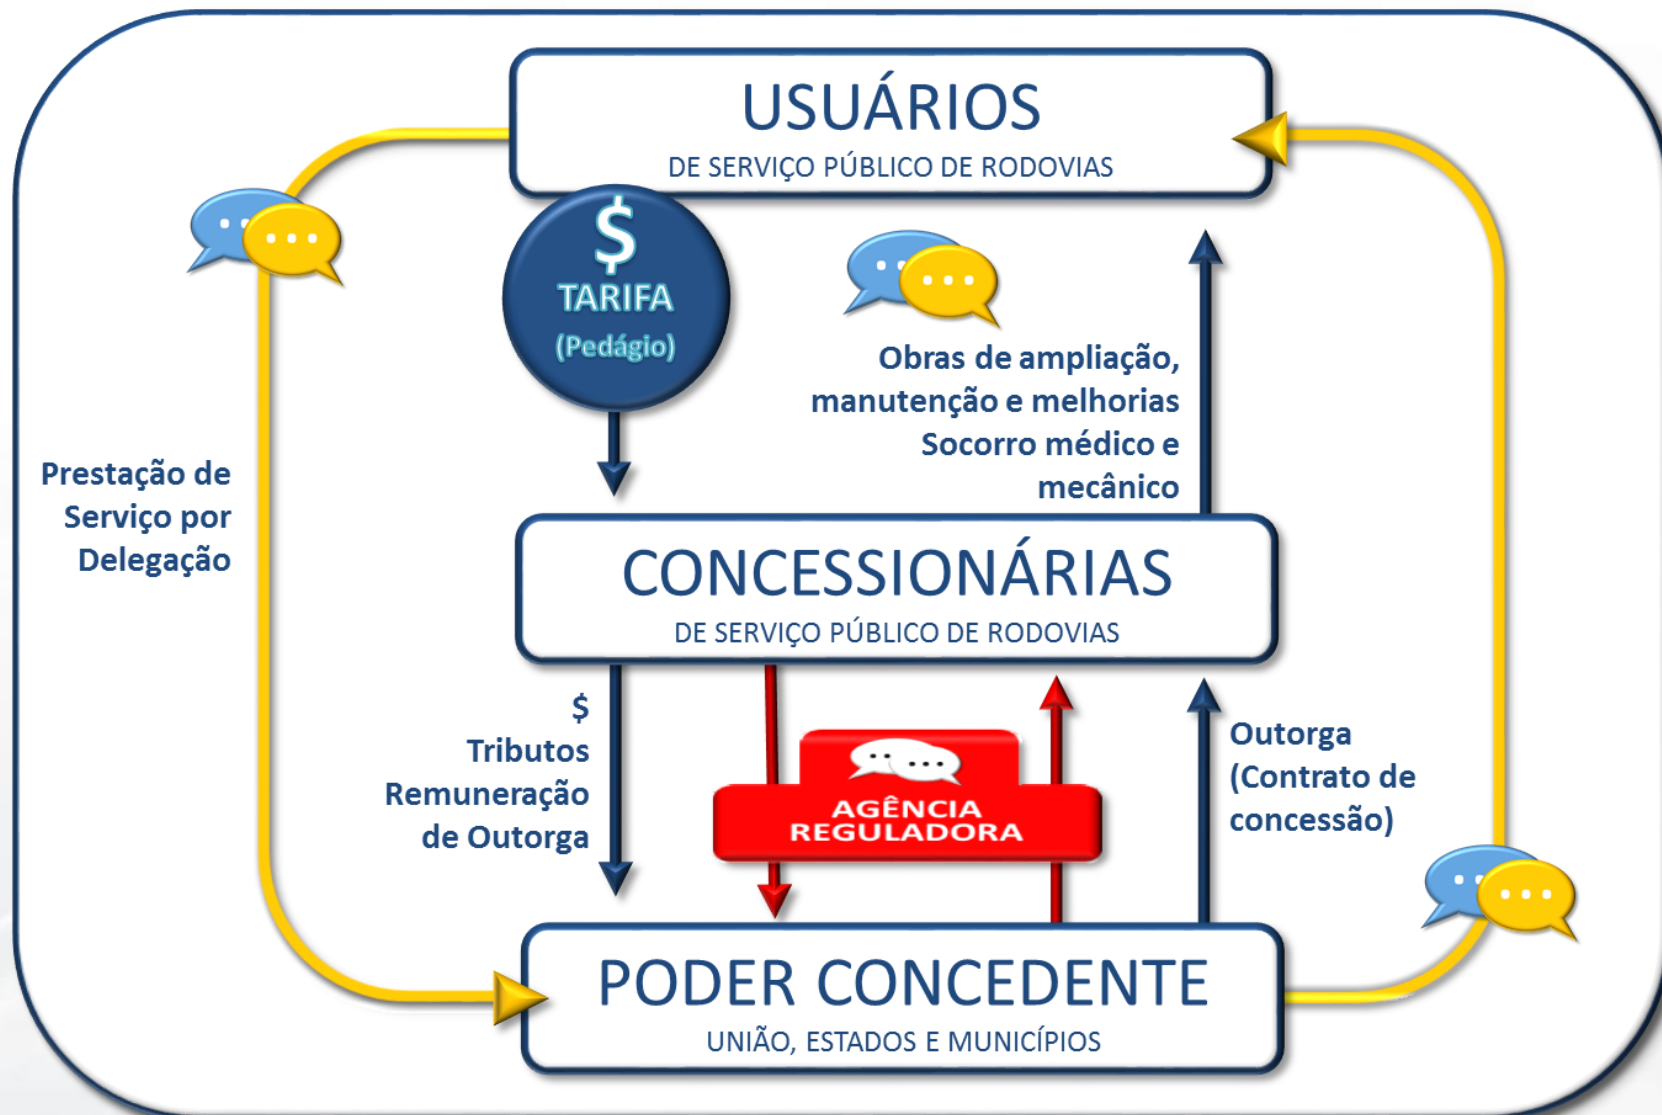 USUÁRIOS
DE SERVIÇO PÚBLICO DE RODOVIAS
$
TARIFA
(Pedágio)
Obras de ampliação,
manutenção e melhorias
Socorro médico e
mecânico
Prestação de
Serviço por
Delegação
CONCESSIONÁRIAS
DE SERVIÇO PÚBLICO DE RODOVIAS
$
Tributos
Remuneração
de Outorga
AGÊNCIA
REGULADORA
Outorga
(Contrato de
concessão)
PODER CONCEDENTE
UNIÃO, ESTADOS E MUNICÍPIOS